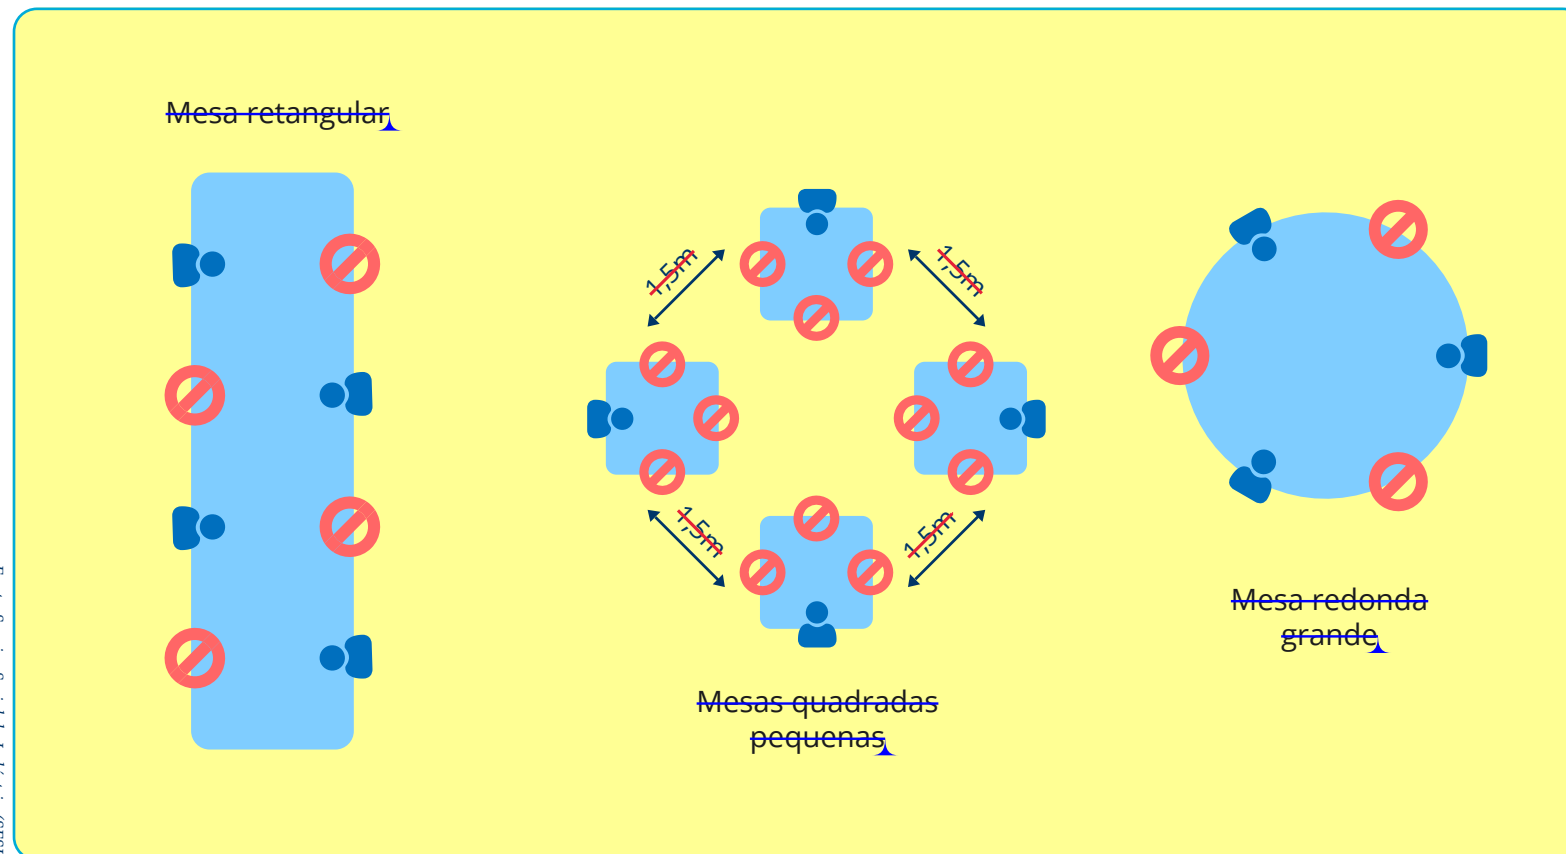 Mesa retangular
1,5m
1,5m
1,5m
1,5m
Mesa redonda
grande
Mesas quadradas
pequenas